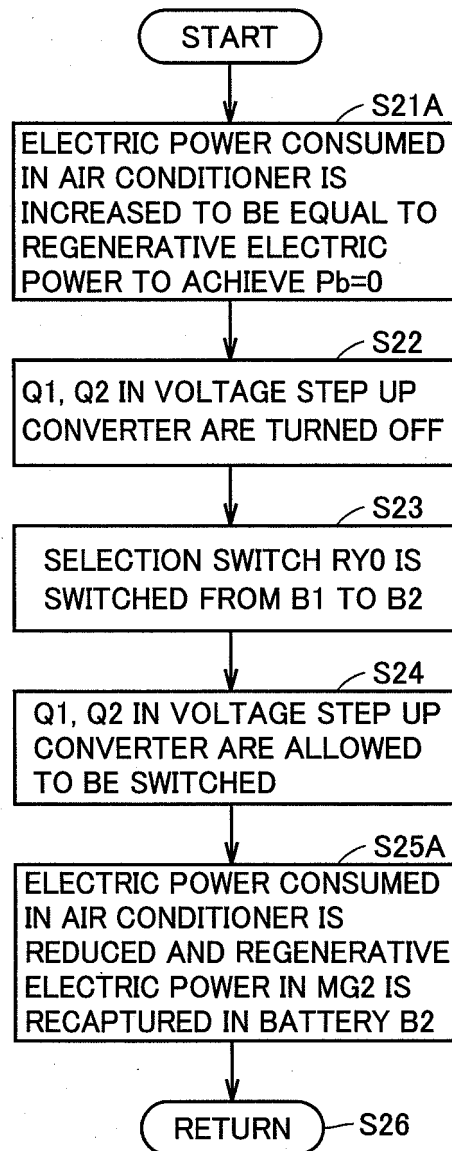 START
S21A
ELECTRIC POWER CONSUMED
IN AIR CONDITIONER IS
INCREASED TO BE EQUAL TO
REGENERATIVE ELECTRIC
POWER TO ACHIEVE Pb=0
S22
Q1, Q2 IN VOLTAGE STEP UP
CONVERTER ARE TURNED OFF
S23
SELECTION SWITCH RY0 IS
SWITCHED FROM B1 TO B2
S24
Q1, Q2 IN VOLTAGE STEP UP
CONVERTER ARE ALLOWED
TO BE SWITCHED
S25A
ELECTRIC POWER CONSUMED
IN AIR CONDITIONER IS
REDUCED AND REGENERATIVE
ELECTRIC POWER IN MG2 IS
RECAPTURED IN BATTERY B2
RETURN
S26